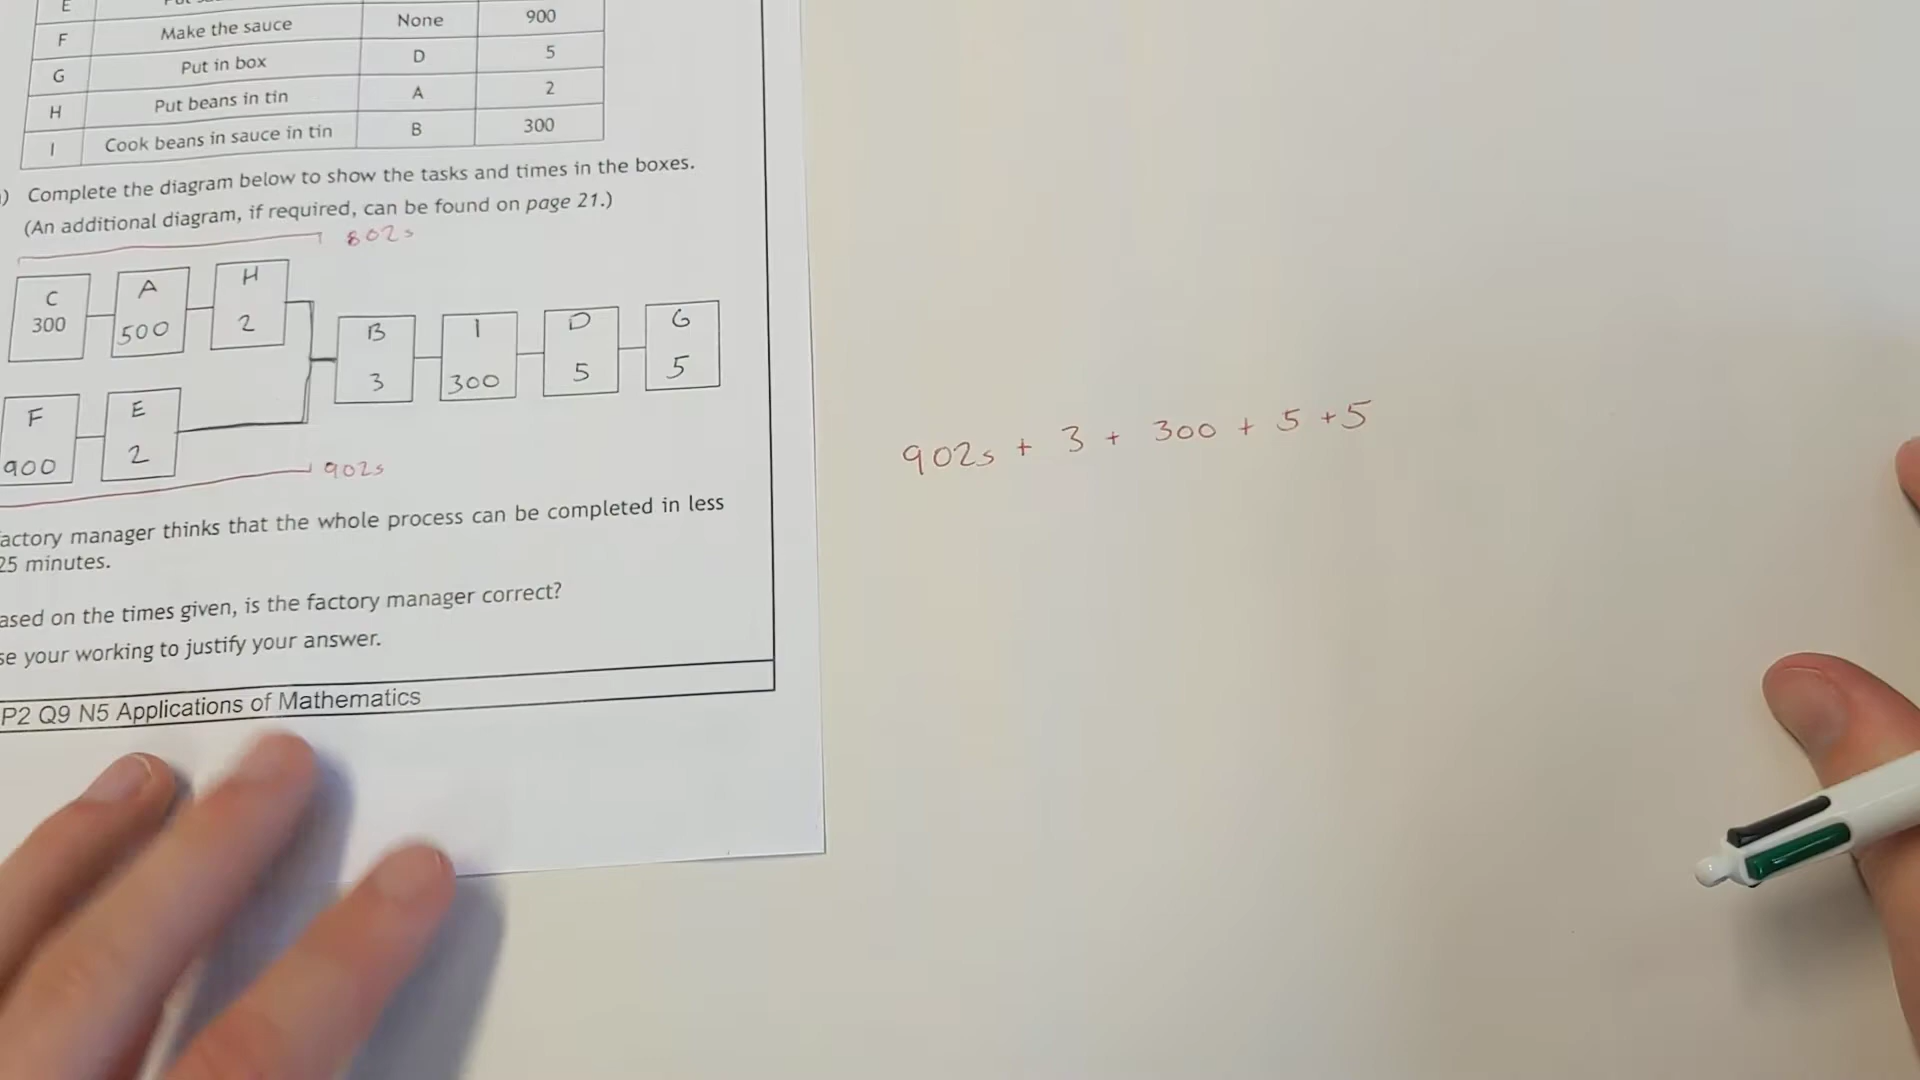 E
F Make the sauce None 900
G Put in box D 5
H Put beans in tin A 2
I Cook beans in sauce in tin B 300
) Complete the diagram below to show the tasks and times in the boxes.
(An additional diagram, if required, can be found on page 21.)
802s
C 300
A 500
H 2
B 3
I 300
D 5
G 5
F 900
E 2
902s
902s + 3 + 300 + 5 + 5
actory manager thinks that the whole process can be completed in less
25 minutes.
ased on the times given, is the factory manager correct?
se your working to justify your answer.
P2 Q9 N5 Applications of Mathematics